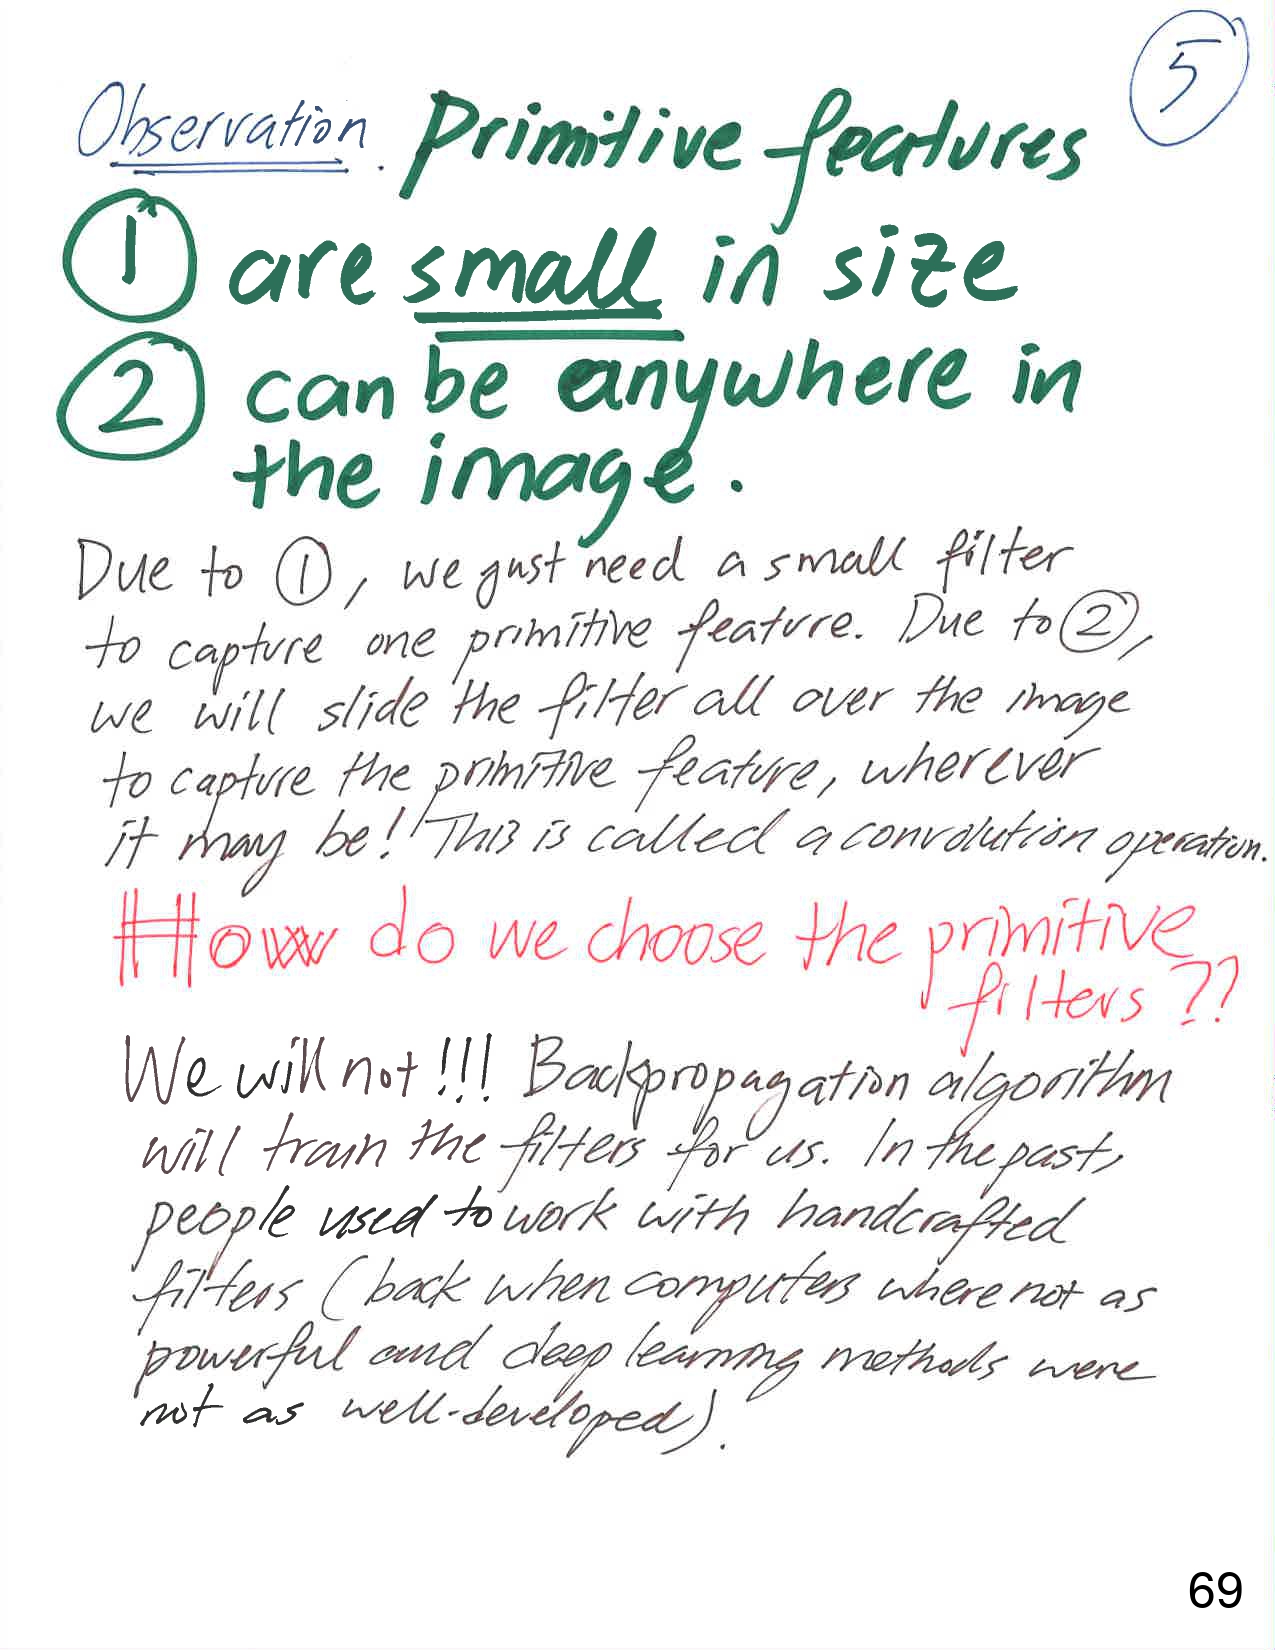 5
Observation. Primitive features
① are small in size
② can be anywhere in
the image.
Due to ①, we just need a small filter
to capture one primitive feature. Due to ②,
we will slide the filter all over the image
to capture the primitive feature, wherever
it may be! This is called a convolution operation.
How do we choose the primitive
filters ??
We will not!!! Backpropagation algorithm
will train the filters for us. In the past,
people used to work with handcrafted
filters (back when computers where not as
powerful and deep learning methods were
not as well-developed).
69